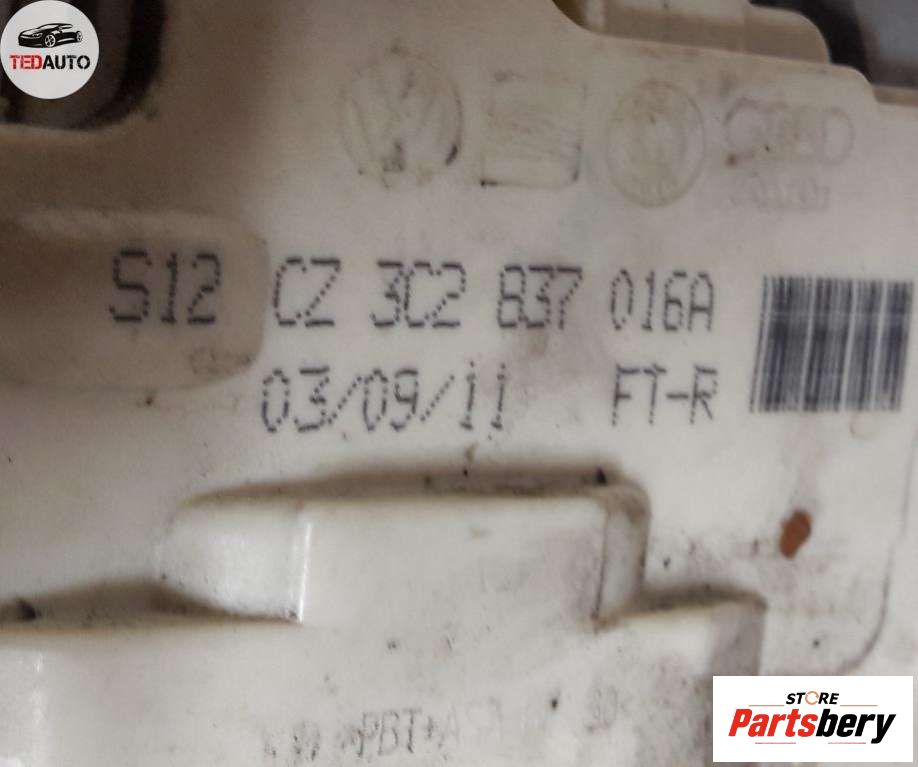 TEDAUTO
S12 CZ 3C2 837 016A
03/09/11 FT-R
STORE
Partsbery